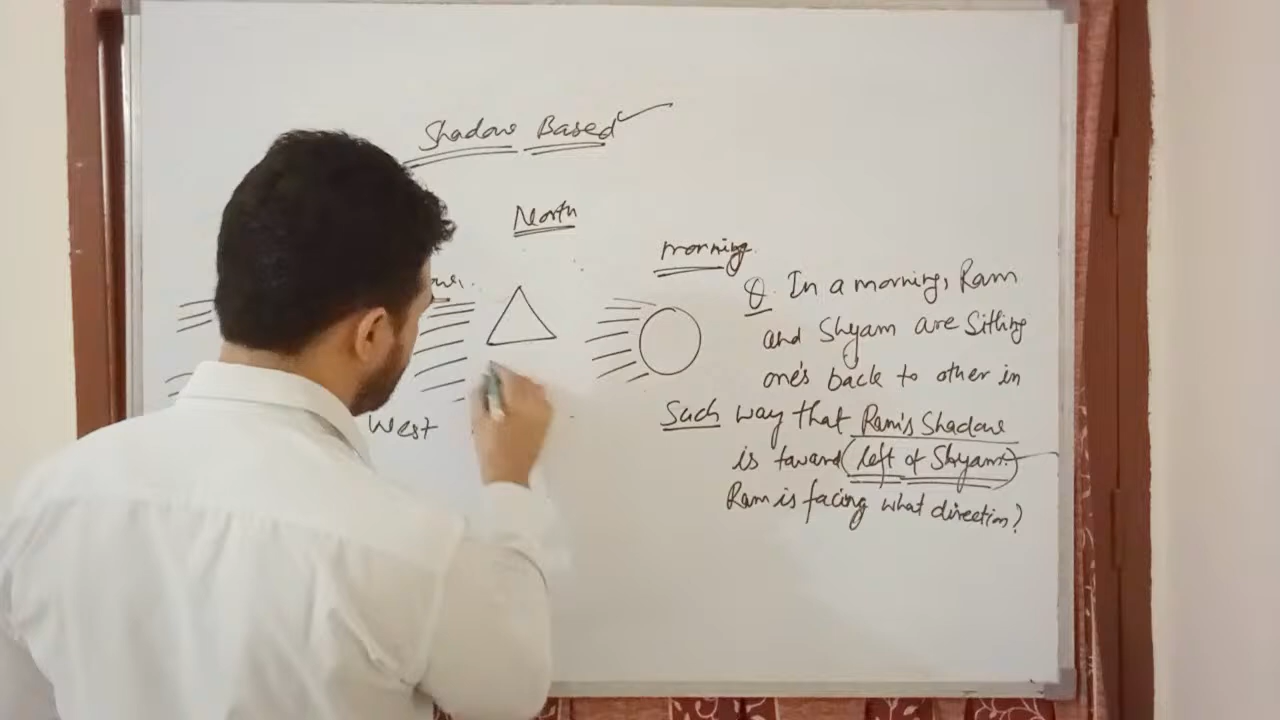 Shadow Based
North
morning.
Q. In a morning, Ram
and Shyam are Sitting
one's back to other in
Such way that Ram's Shadow
is toward (left of Shyam.)
Ram is facing what direction?
West